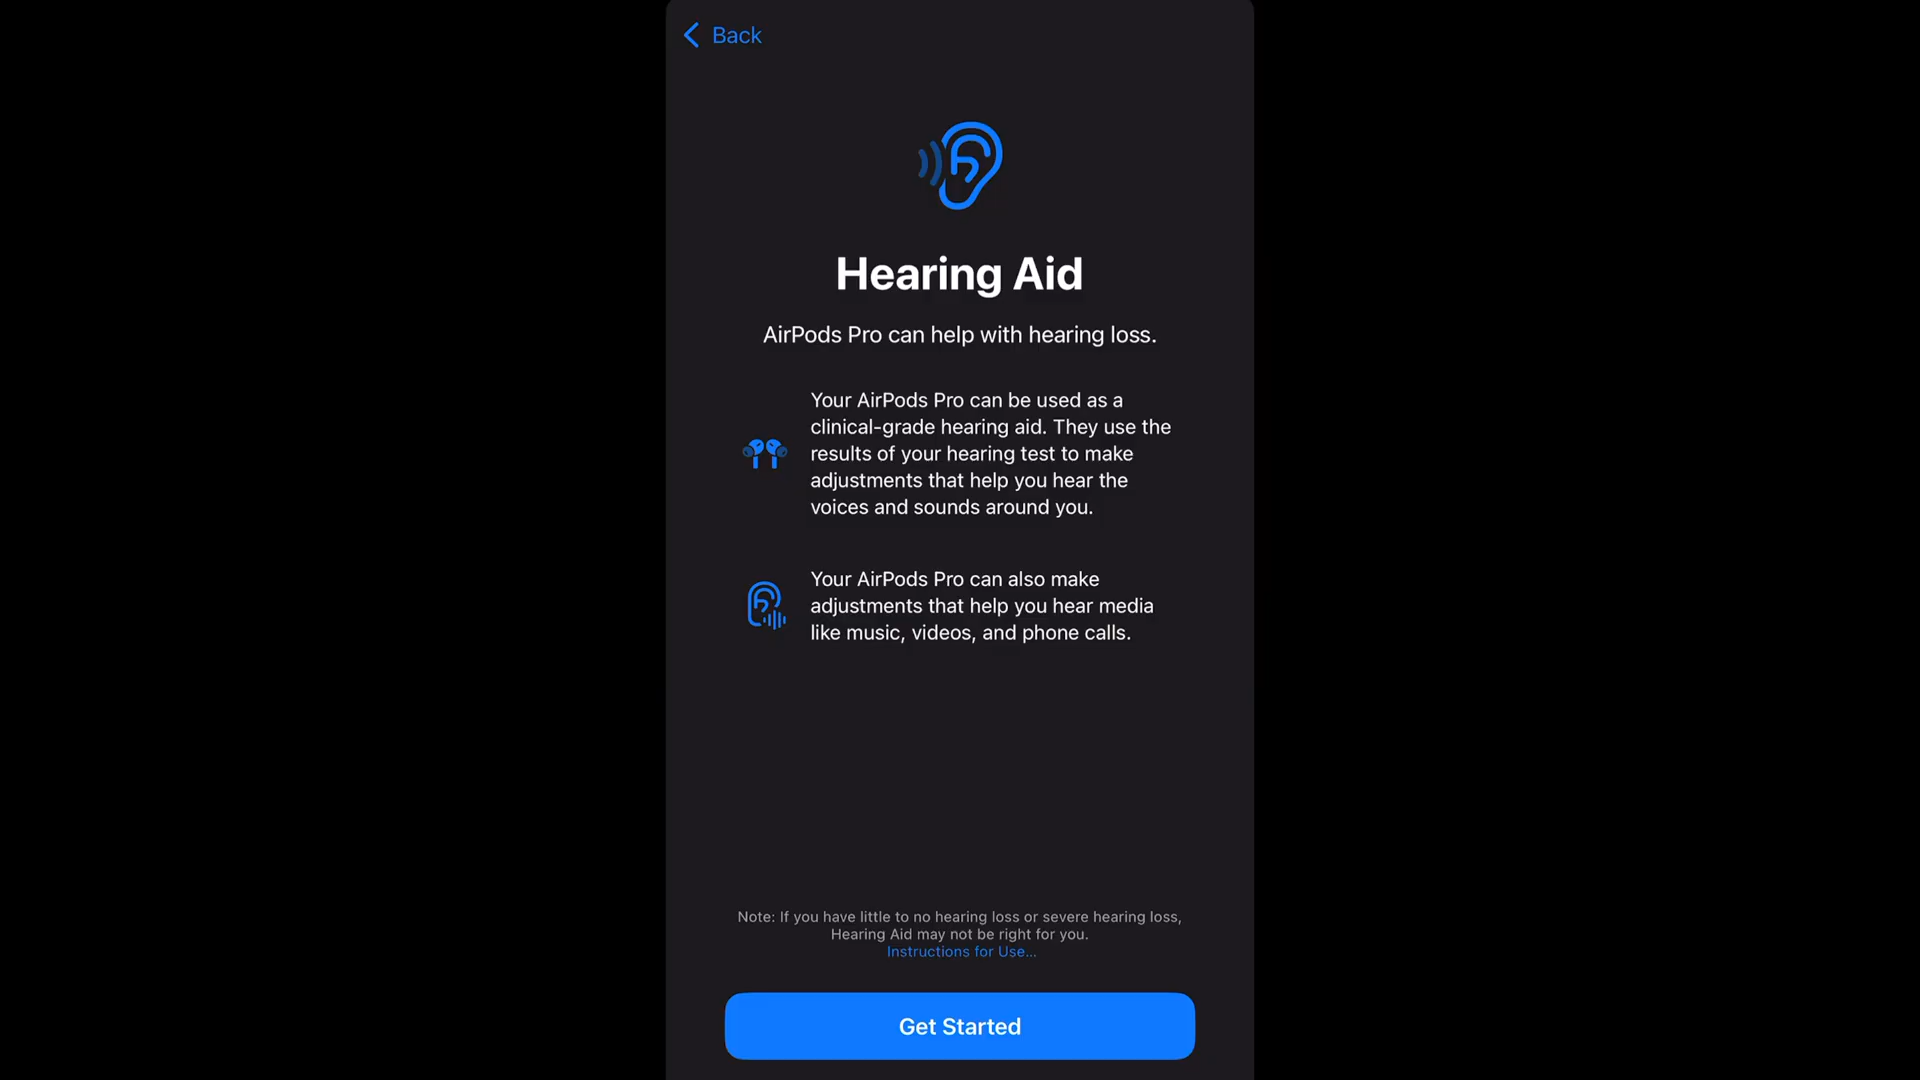 Back
Hearing Aid
AirPods Pro can help with hearing loss.
Your AirPods Pro can be used as a
clinical-grade hearing aid. They use the
results of your hearing test to make
adjustments that help you hear the
voices and sounds around you.
Your AirPods Pro can also make
adjustments that help you hear media
like music, videos, and phone calls.
Note: If you have little to no hearing loss or severe hearing loss,
Hearing Aid may not be right for you.
Instructions for Use...
Get Started